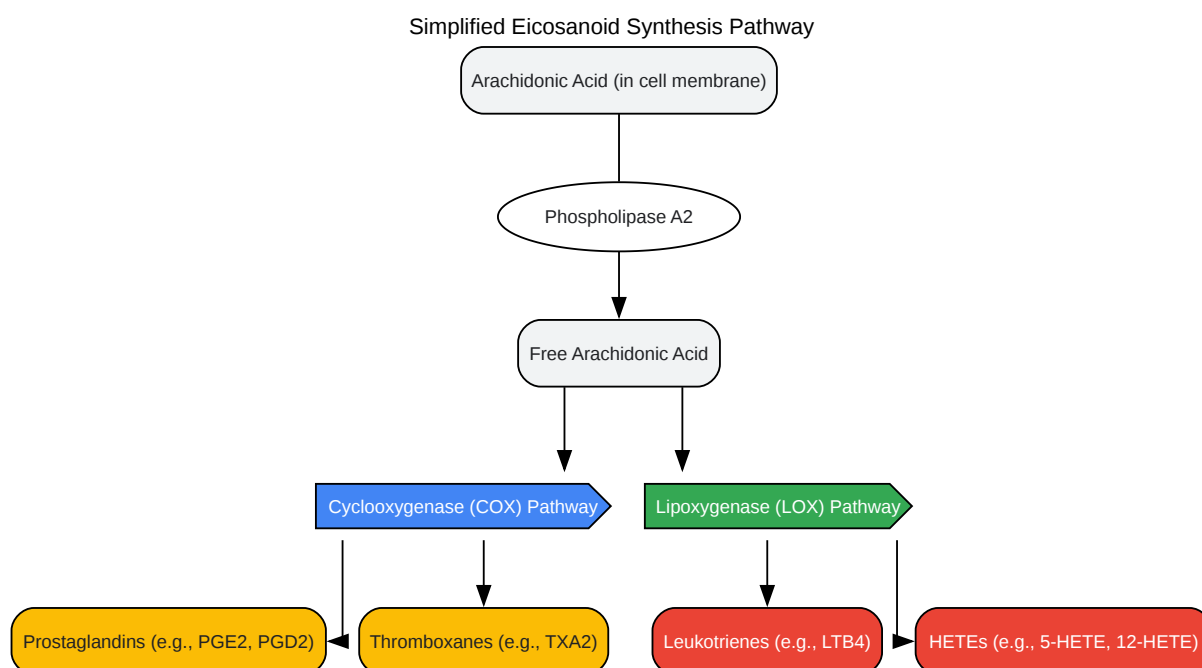 Simplified Eicosanoid Synthesis Pathway
Arachidonic Acid (in cell membrane)
Phospholipase A2
Free Arachidonic Acid
Cyclooxygenase (COX) Pathway
Lipoxygenase (LOX) Pathway
Prostaglandins (e.g., PGE2, PGD2)
Thromboxanes (e.g., TXA2)
Leukotrienes (e.g., LTB4)
HETEs (e.g., 5-HETE, 12-HETE)